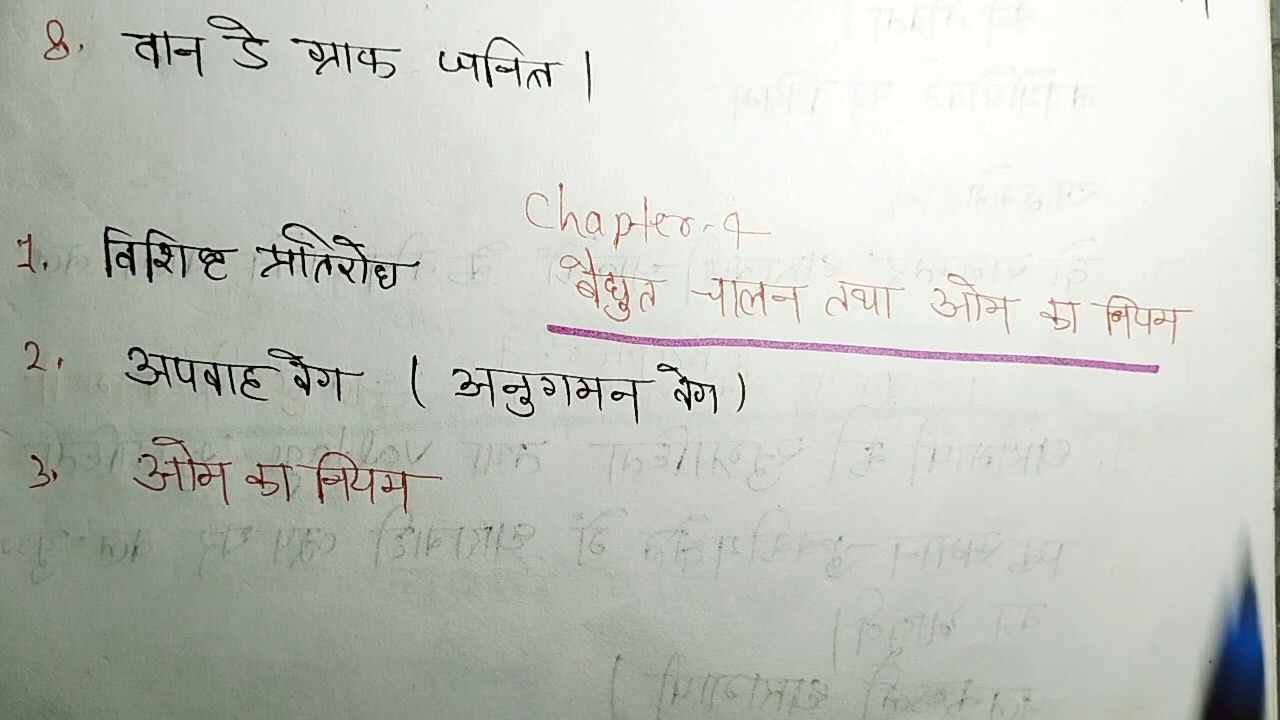 8. वान डे ग्राफ जनित्र।
Chapter-4
बैद्युत चालन तथा ओम का नियम
1. विशिष्ट प्रतिरोध
2. अपवाह वेग ( अनुगमन वेग )
3. ओम का नियम